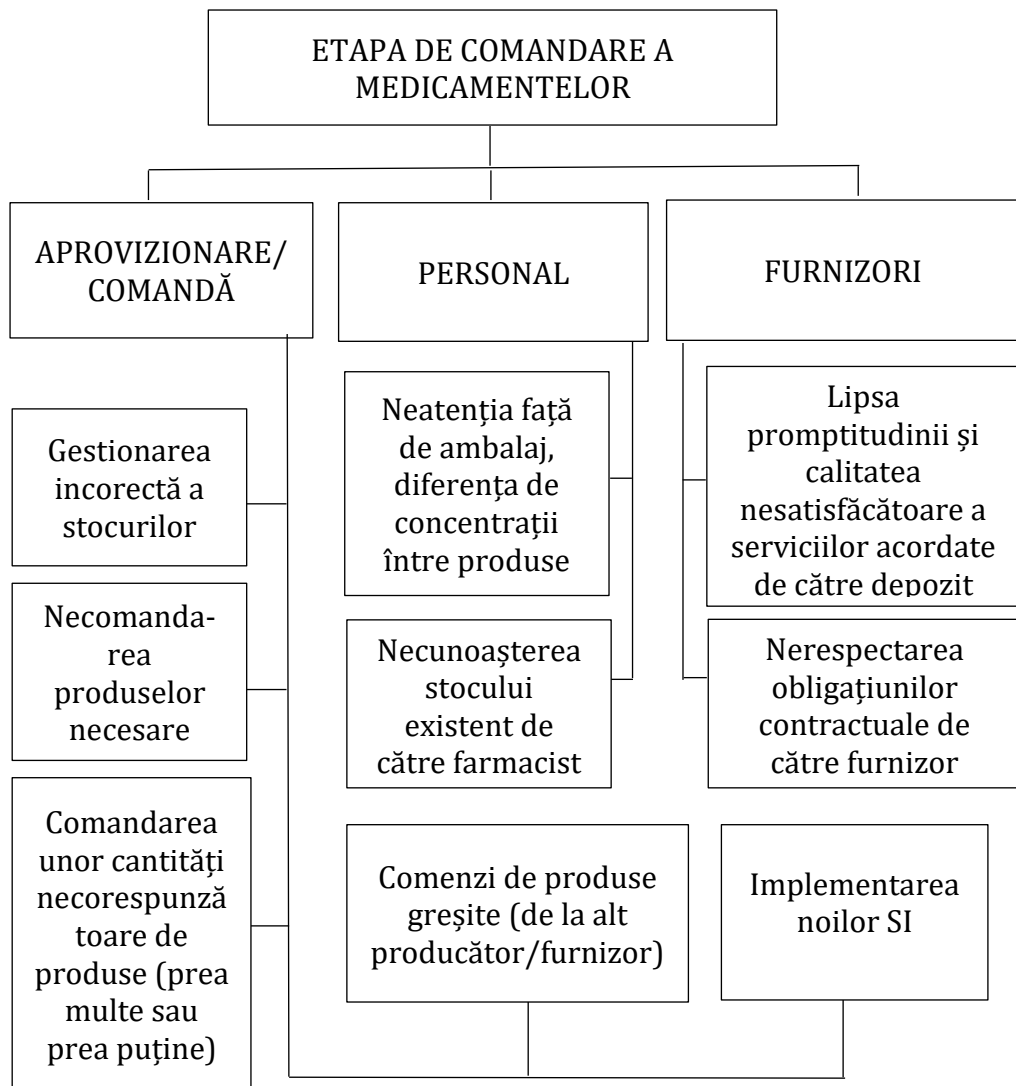 ETAPA DE COMANDARE A
MEDICAMENTELOR
APROVIZIONARE/
COMANDĂ
PERSONAL
FURNIZORI
Gestionarea
incorectă a
stocurilor
Necomanda-
rea
produselor
necesare
Comandarea
unor cantități
necorespunză
toare de
produse (prea
multe sau
prea puține)
Neatenția față
de ambalaj,
diferența de
concentrații
între produse
Necunoașterea
stocului
existent de
către farmacist
Lipsa
promptitudinii și
calitatea
nesatisfăcătoare a
serviciilor acordate
de către depozit
Nerespectarea
obligațiunilor
contractuale de
către furnizor
Comenzi de produse
greșite (de la alt
producător/furnizor)
Implementarea
noilor SI